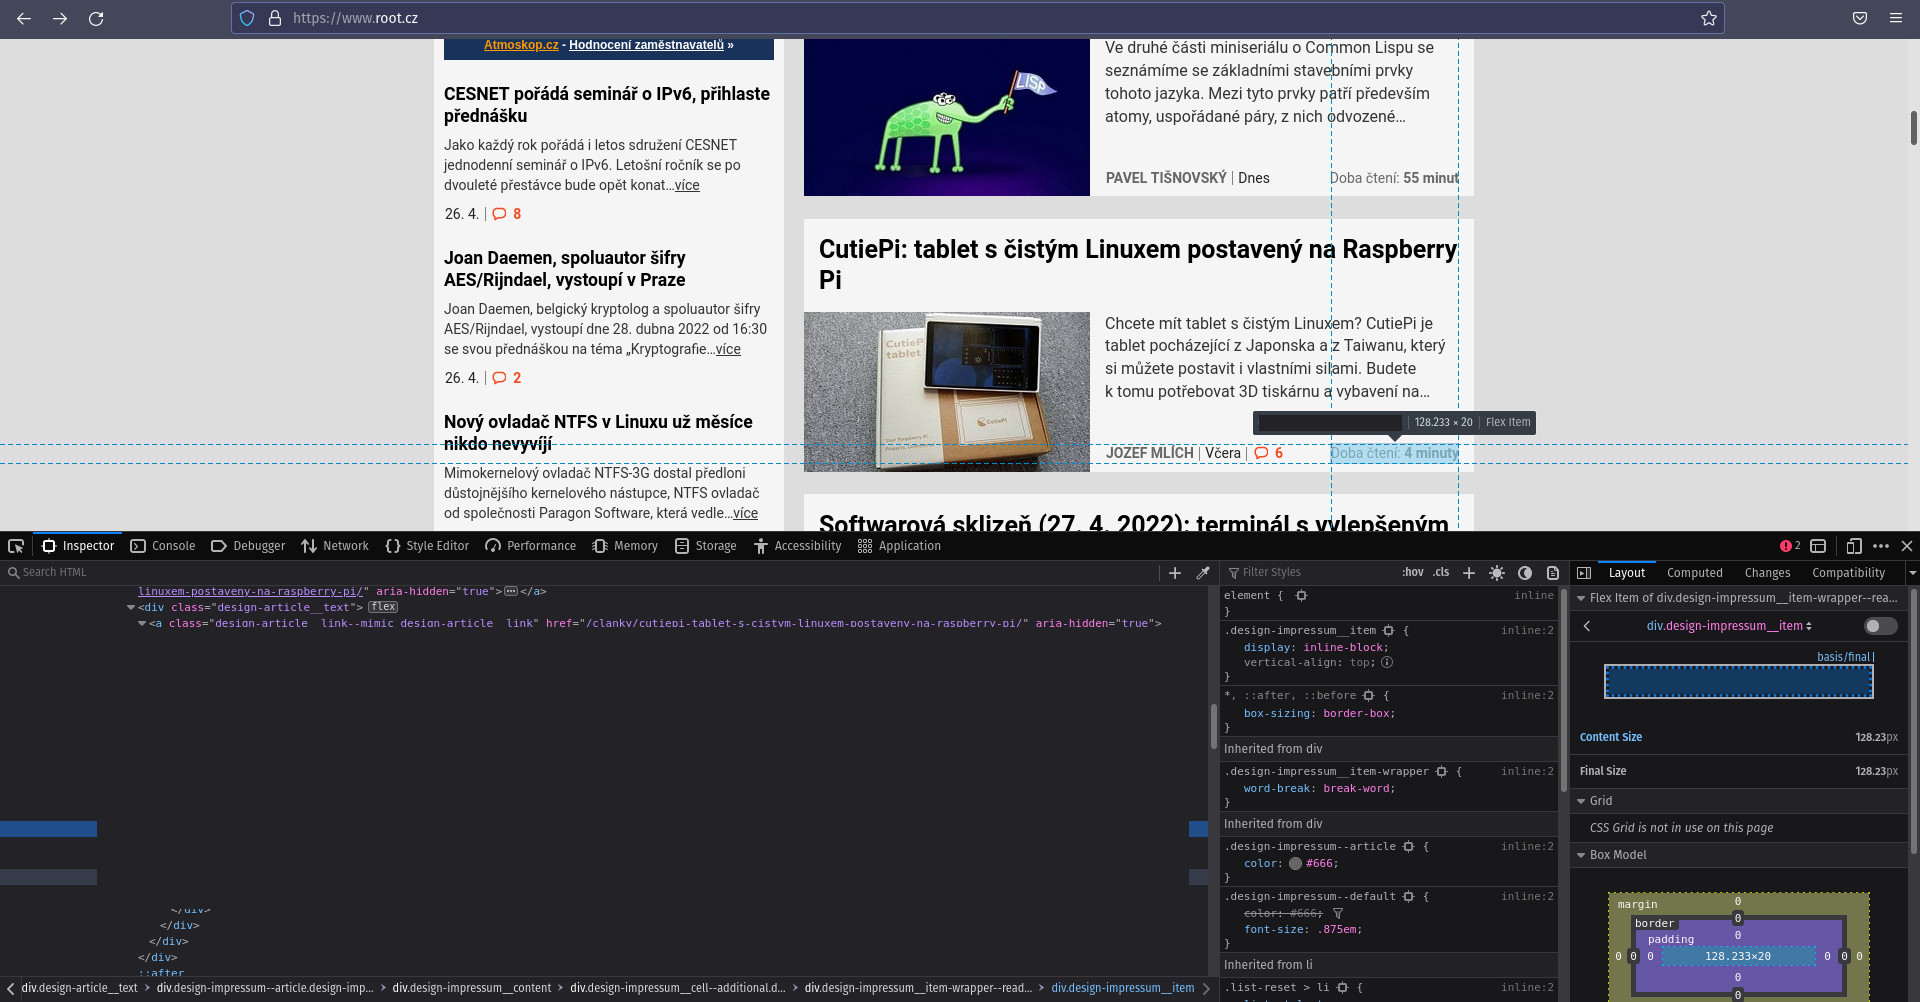 https://www.root.cz
Atmoskop.cz - Hodnocení zaměstnavatelů »
CESNET pořádá seminář o IPv6, přihlaste
přednášku
Jako každý rok pořádá i letos sdružení CESNET
jednodenní seminář o IPv6. Letošní ročník se po
dvouleté přestávce bude opět konat…více
26. 4. | 8
Joan Daemen, spoluautor šifry
AES/Rijndael, vystoupí v Praze
Joan Daemen, belgický kryptolog a spoluautor šifry
AES/Rijndael, vystoupí dne 28. dubna 2022 od 16:30
se svou přednáškou na téma „Kryptografie…více
26. 4. | 2
Nový ovladač NTFS v Linuxu už měsíce
nikdo nevyvíjí
Mimokernelový ovladač NTFS-3G dostal předloni
důstojnějšího kernelového nástupce, NTFS ovladač
od společnosti Paragon Software, která vedle…více
LISP
Ve druhé části miniseriálu o Common Lispu se
seznámíme se základními stavebními prvky
tohoto jazyka. Mezi tyto prvky patří především
atomy, uspořádané páry, z nich odvozené…
PAVEL TIŠNOVSKÝ | Dnes Doba čtení: 55 minut
CutiePi: tablet s čistým Linuxem postavený na Raspberry
Pi
CutieP
tablet
CutiePi
Chcete mít tablet s čistým Linuxem? CutiePi je
tablet pocházející z Japonska a z Taiwanu, který
si můžete postavit i vlastními silami. Budete
k tomu potřebovat 3D tiskárnu a vybavení na…
128.233 × 20 | Flex Item
JOZEF MLÍCH | Včera | 6 Doba čtení: 4 minuty
Softwarová sklizeň (27. 4. 2022): terminál s vylepšeným
Inspector Console Debugger Network Style Editor Performance Memory Storage Accessibility Application 2
Search HTML
linuxem-postaveny-na-raspberry-pi/" aria-hidden="true"></a>
<div class="design-article__text"> flex
<a class="design-article__link--mimic design-article__link" href="/clanky/cutiepi-tablet-s-cistym-linuxem-postaveny-na-raspberry-pi/" aria-hidden="true">
</div>
</div>
</div>
</div>
::after
div.design-article__text › div.design-impressum--article.design-imp… › div.design-impressum__content › div.design-impressum__cell--additional.d… › div.design-impressum__item-wrapper--read… › div.design-impressum__item
Filter Styles :hov .cls
element { inline
}
.design-impressum__item { inline:2
display: inline-block;
vertical-align: top;
}
*, ::after, ::before { inline:2
box-sizing: border-box;
}
Inherited from div
.design-impressum__item-wrapper { inline:2
word-break: break-word;
}
Inherited from div
.design-impressum--article { inline:2
color: #666;
}
.design-impressum--default { inline:2
color: #666;
font-size: .875em;
}
Inherited from li
.list-reset > li { inline:2
Layout Computed Changes Compatibility
Flex Item of div.design-impressum__item-wrapper--rea…
div.design-impressum__item
basis/final
Content Size 128.23px
Final Size 128.23px
Grid
CSS Grid is not in use on this page
Box Model
margin 0
border 0
padding 0
0 0 0 128.233×20 0 0 0
0
0